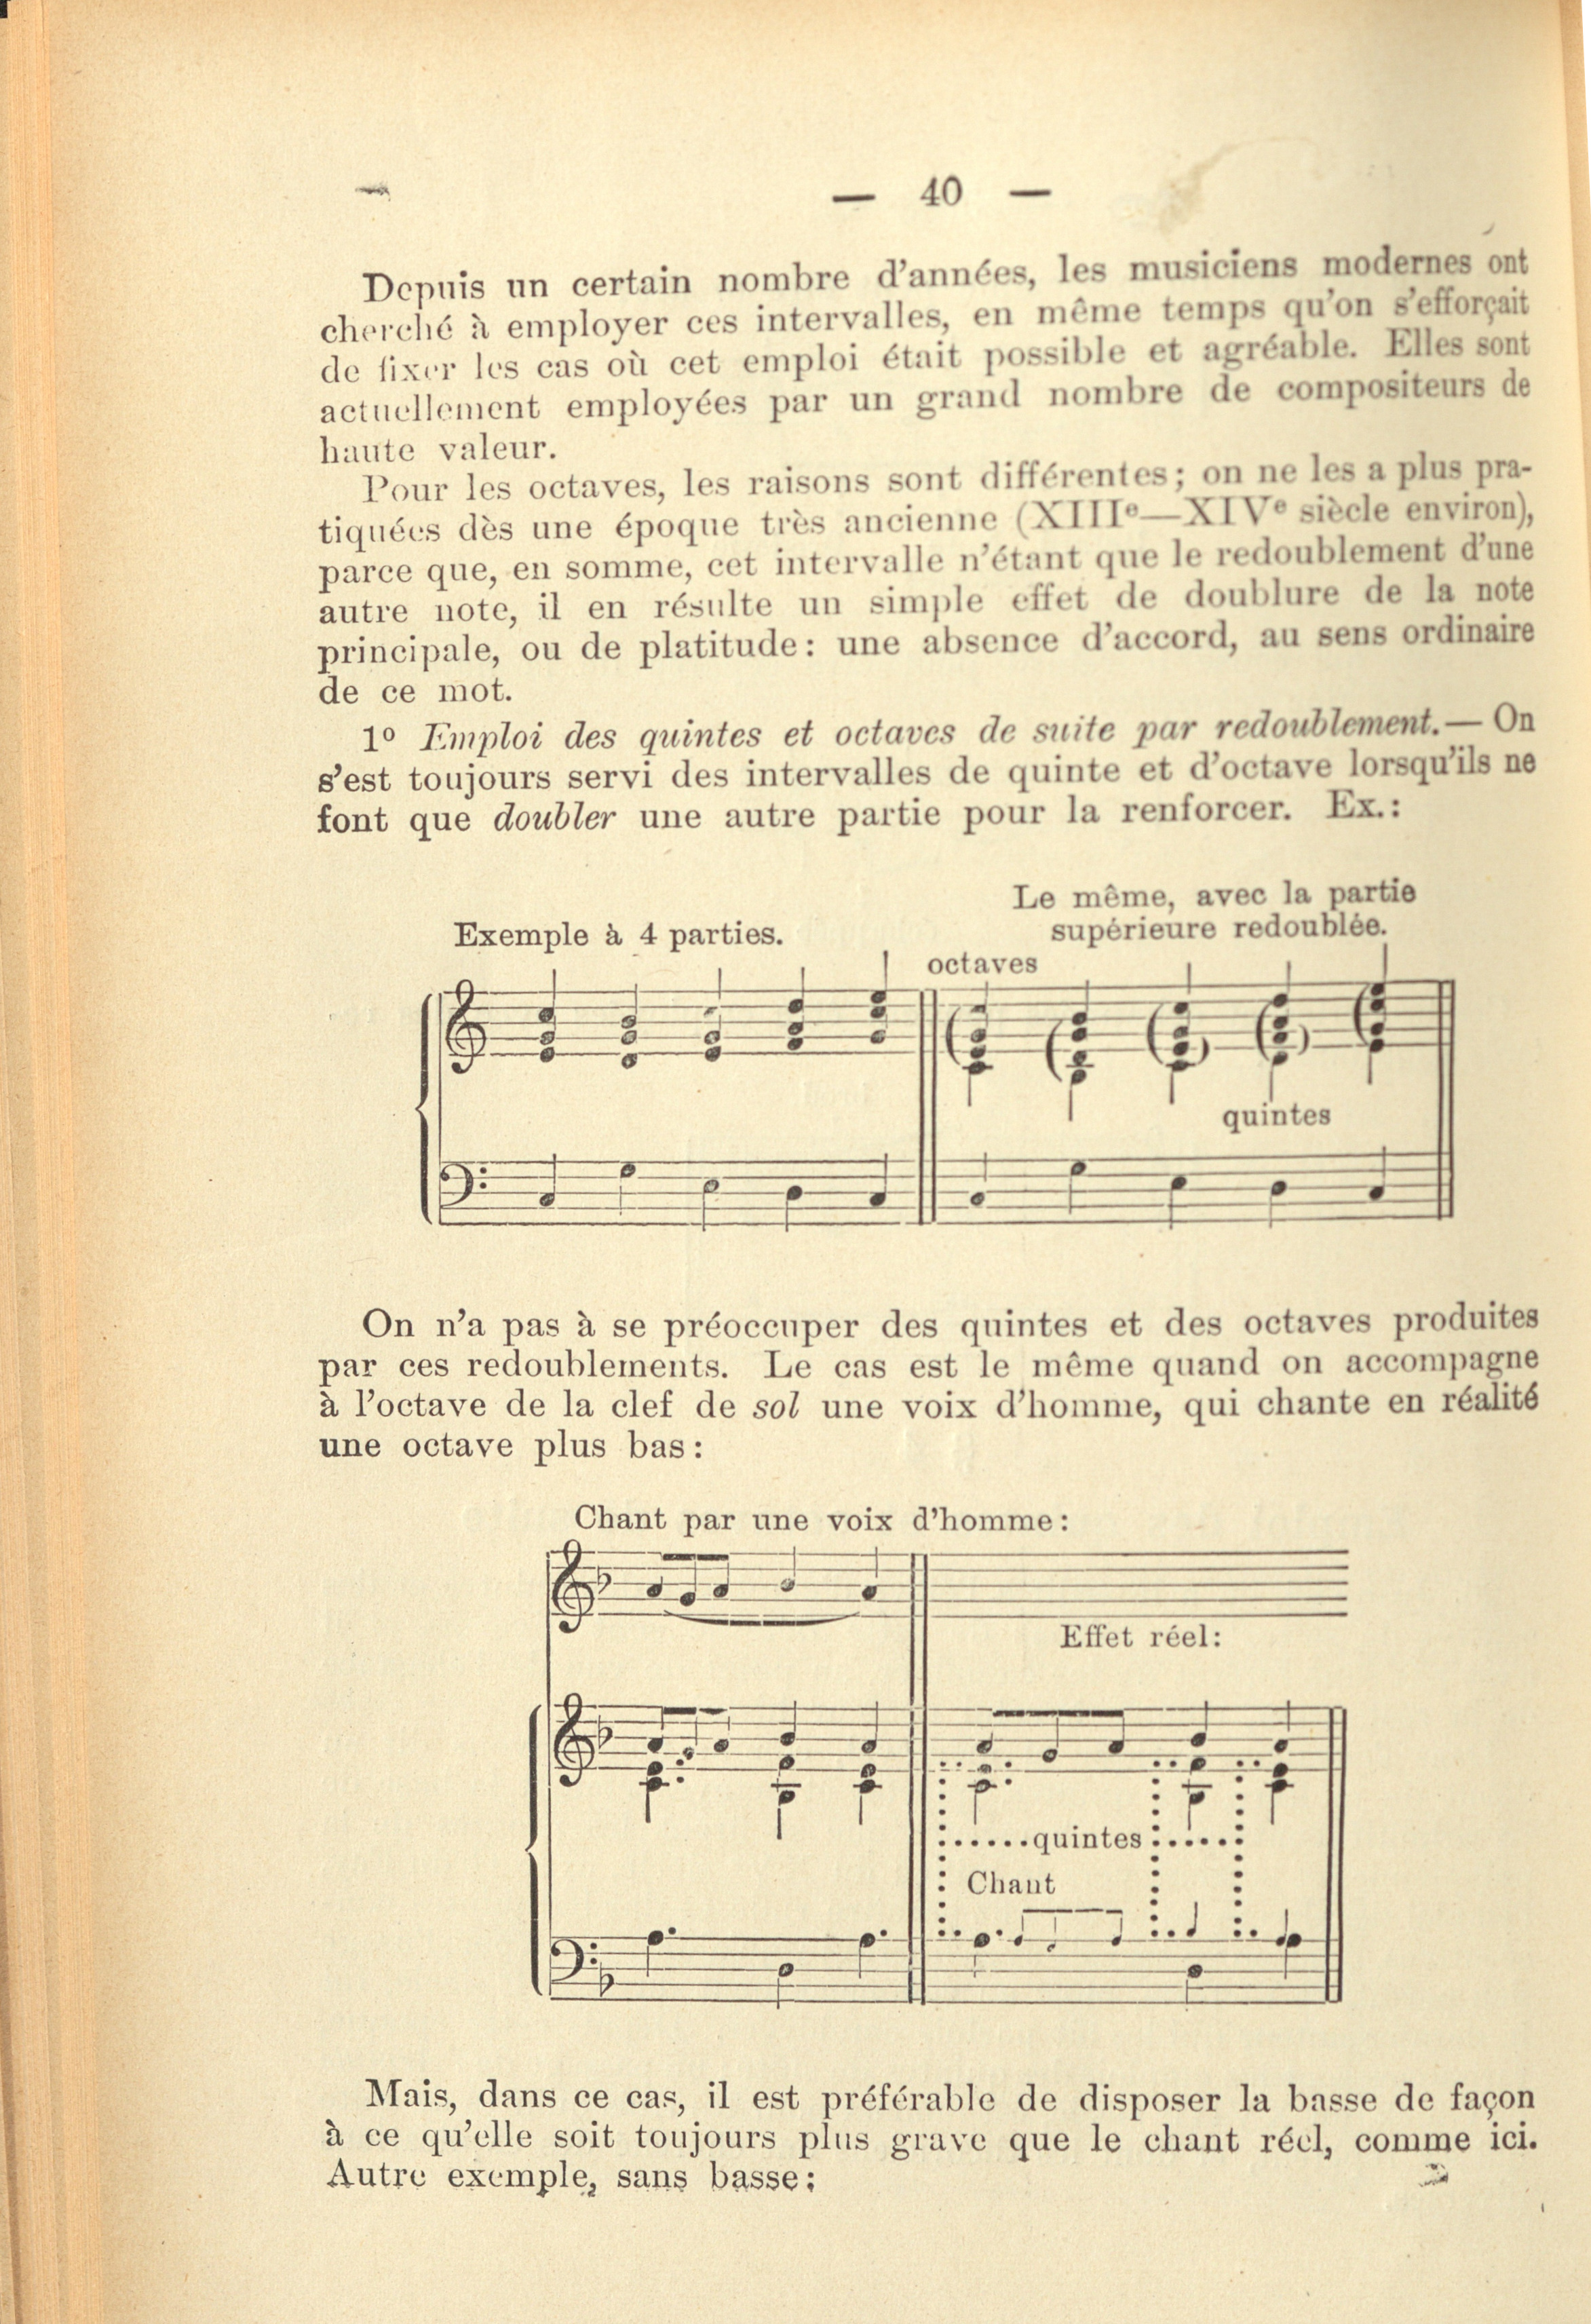 — 40 —
Depuis un certain nombre d'années, les musiciens modernes ont
cherché à employer ces intervalles, en même temps qu'on s'efforçait
de fixer les cas où cet emploi était possible et agréable. Elles sont
actuellement employées par un grand nombre de compositeurs de
haute valeur.
Pour les octaves, les raisons sont différentes; on ne les a plus pra-
tiquées dès une époque très ancienne (XIIIᵉ—XIVᵉ siècle environ),
parce que, en somme, cet intervalle n'étant que le redoublement d'une
autre note, il en résulte un simple effet de doublure de la note
principale, ou de platitude: une absence d'accord, au sens ordinaire
de ce mot.
1º Emploi des quintes et octaves de suite par redoublement.— On
s'est toujours servi des intervalles de quinte et d'octave lorsqu'ils ne
font que doubler une autre partie pour la renforcer. Ex.:
Exemple à 4 parties.
Le même, avec la partie
supérieure redoublée.
octaves
quintes
On n'a pas à se préoccuper des quintes et des octaves produites
par ces redoublements. Le cas est le même quand on accompagne
à l'octave de la clef de sol une voix d'homme, qui chante en réalité
une octave plus bas:
Chant par une voix d'homme:
Effet réel:
quintes
Chant
Mais, dans ce cas, il est préférable de disposer la basse de façon
à ce qu'elle soit toujours plus grave que le chant réel, comme ici.
Autre exemple, sans basse: